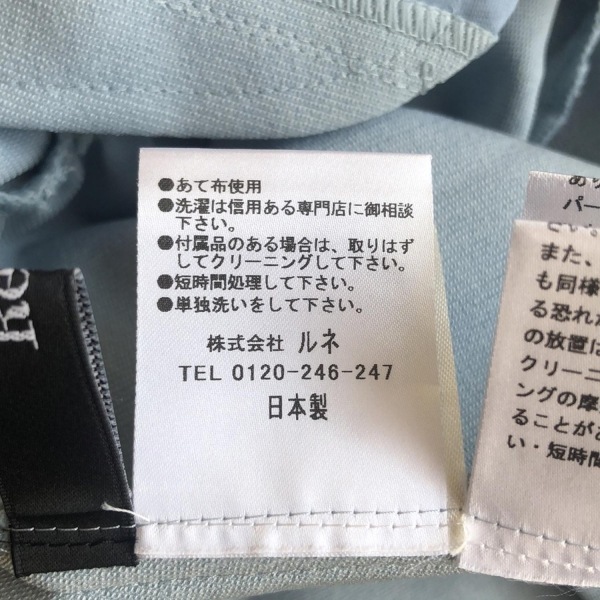 ●あて布使用
●洗濯は信用ある専門店に御相談
下さい。
●付属品のある場合は、取りはず
してクリーニングして下さい。
●短時間処理して下さい。
●単独洗いをして下さい。
株式会社 ルネ
TEL 0120-246-247
日本製
Re
パー
また、
も同様
る恐れ
の放置は
クリーニ
ングの摩
ることがあ
い・短時間